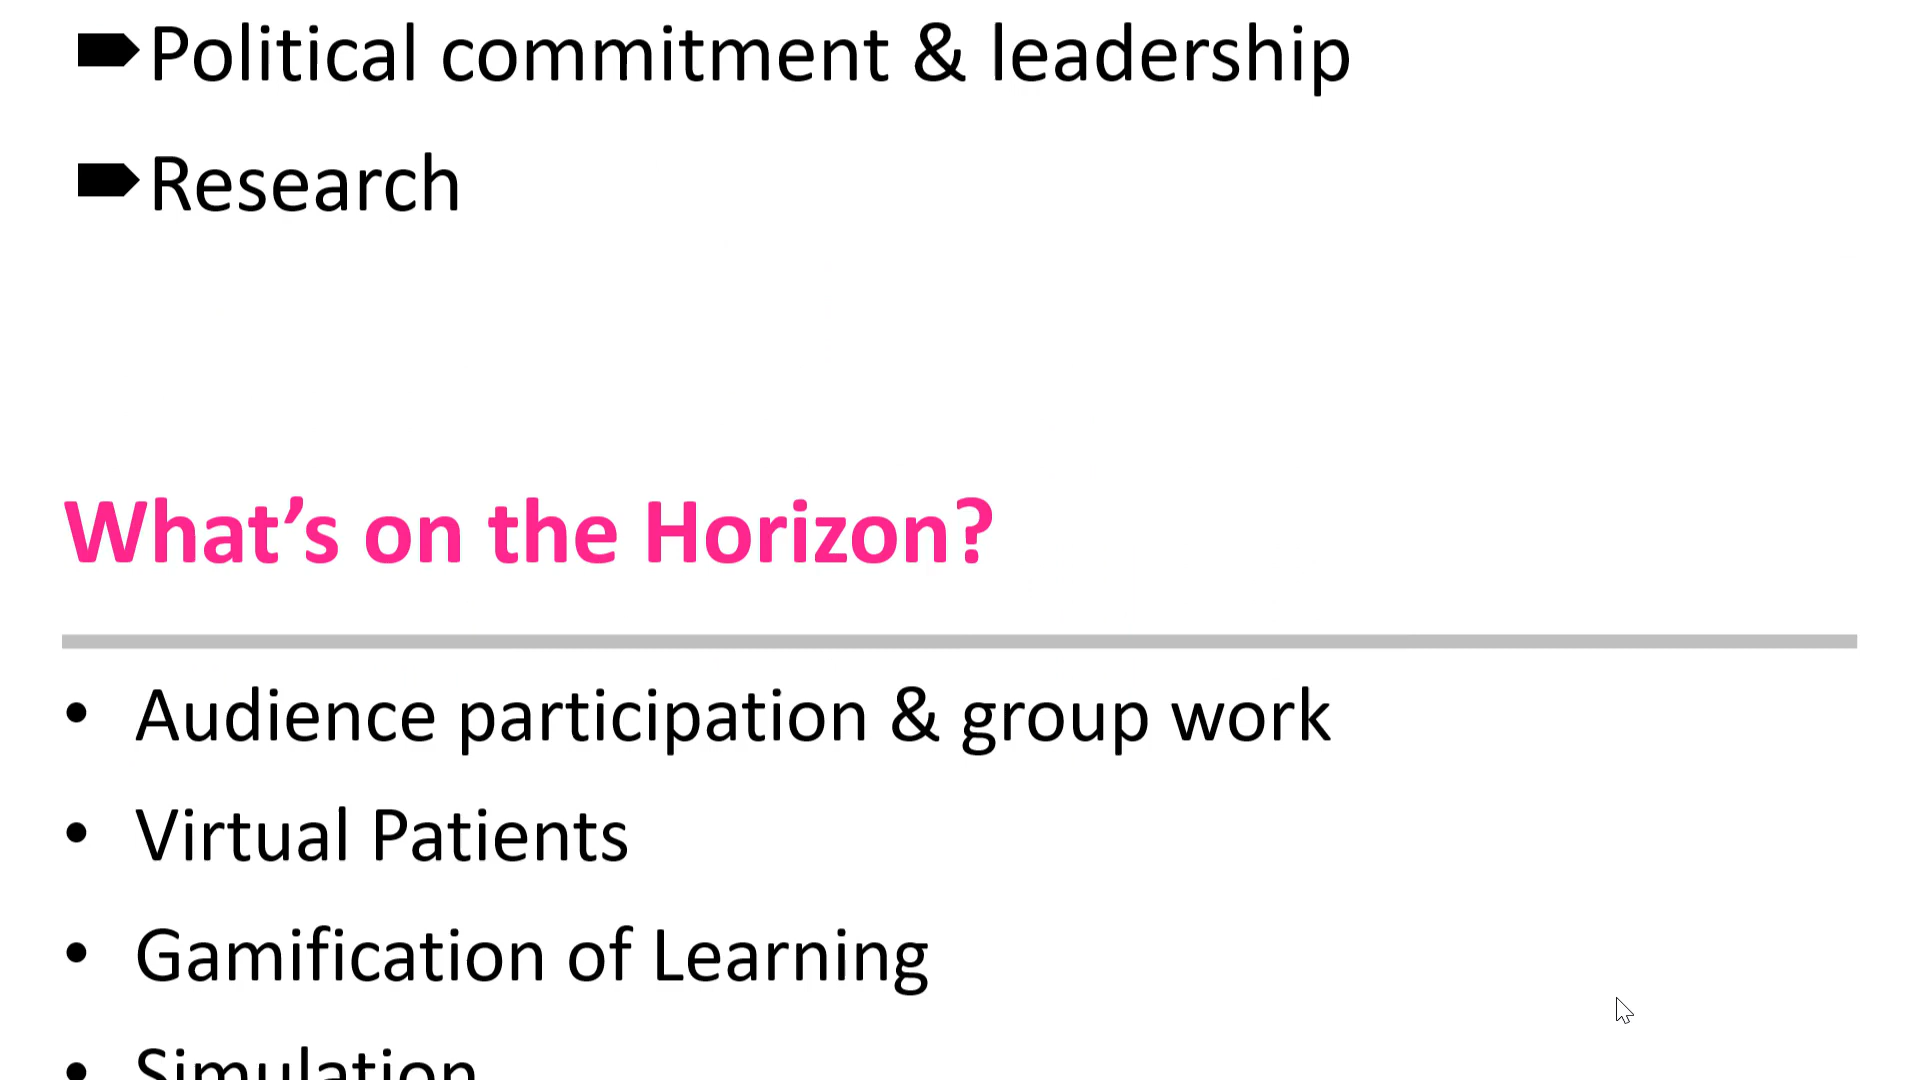 Political commitment & leadership
Research
What’s on the Horizon?
• Audience participation & group work
• Virtual Patients
• Gamification of Learning
• Simulation